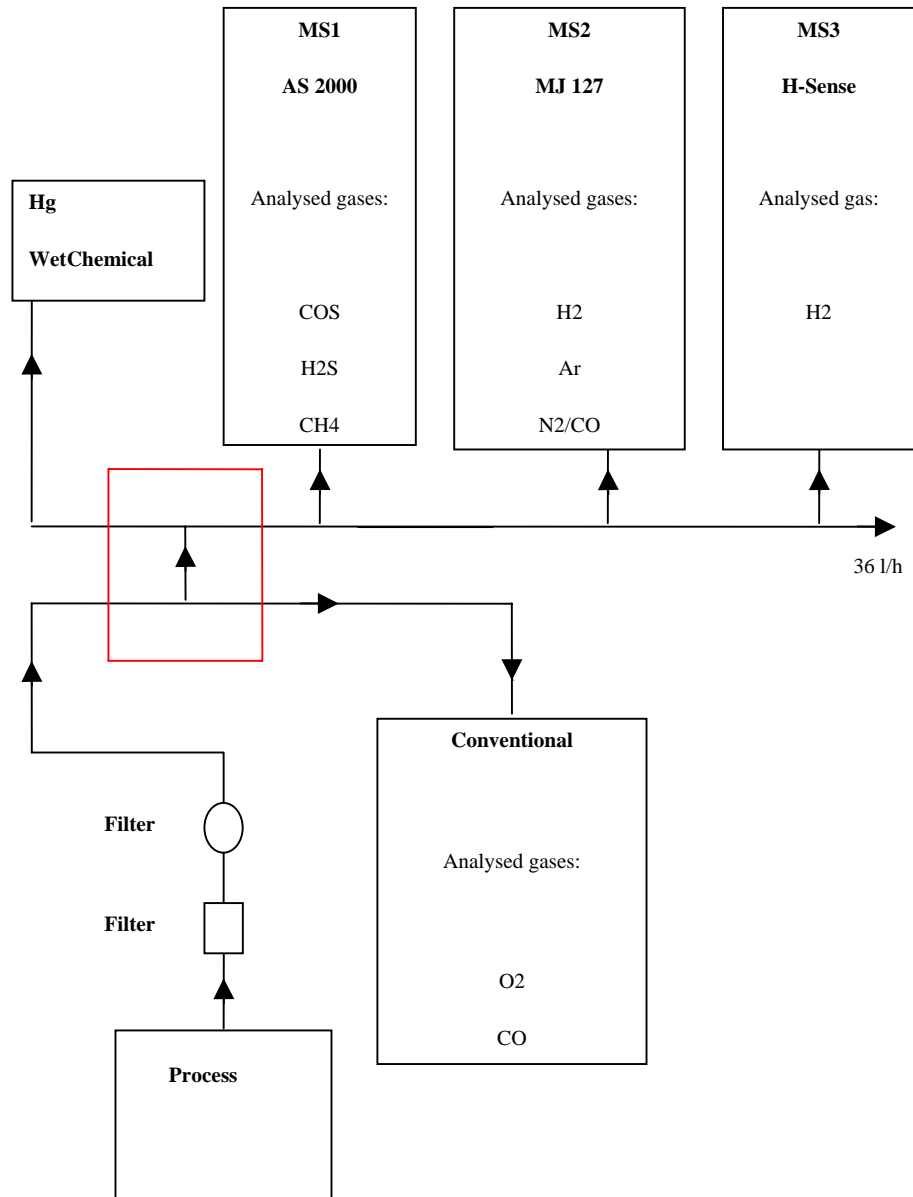 MS1
AS 2000
Analysed gases:
COS
H2S
CH4
MS2
MJ 127
Analysed gases:
H2
Ar
N2/CO
MS3
H-Sense
Analysed gas:
H2
Hg
WetChemical
36 l/h
Conventional
Analysed gases:
O2
CO
Filter
Filter
Process